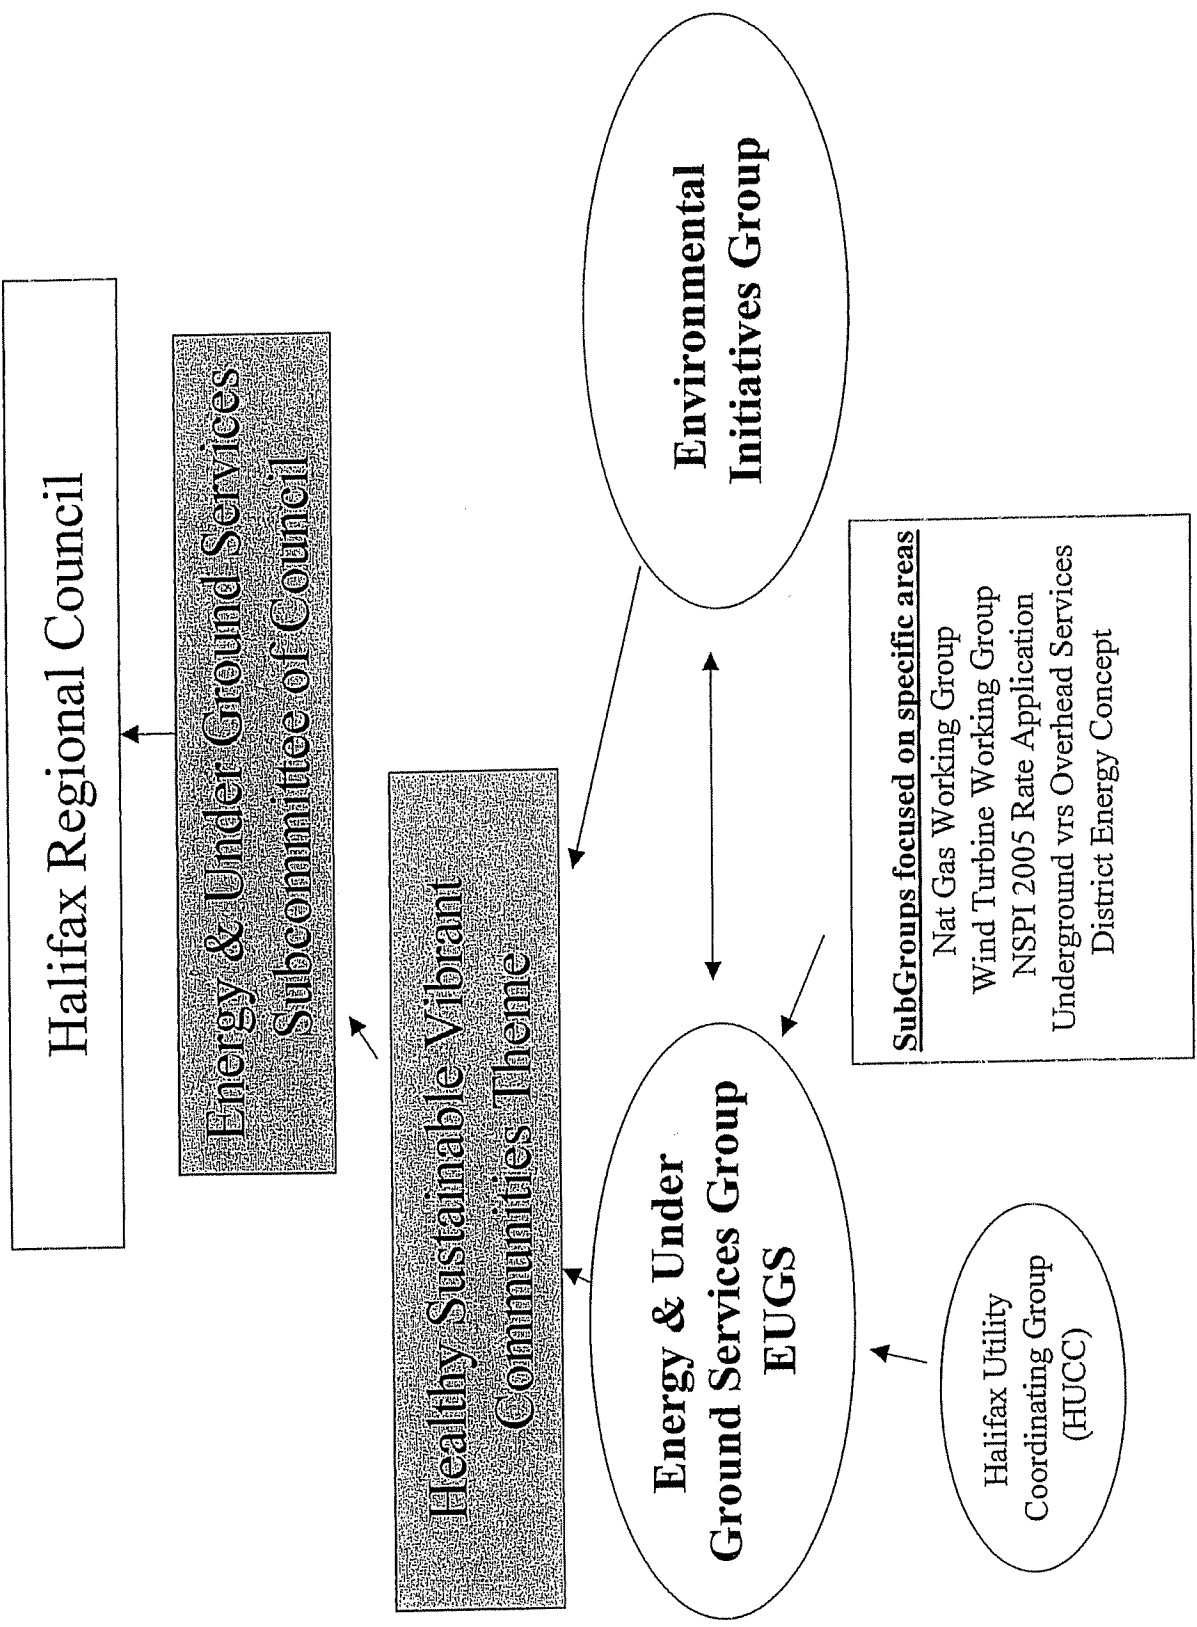 Halifax Regional Council
Energy & Under Ground Services
Subcommittee of Council
Healthy Sustainable Vibrant
Communities Theme
Energy & Under
Ground Services Group
EUGS
Environmental
Initiatives Group
Halifax Utility
Coordinating Group
(HUCC)
SubGroups focused on specific areas
Nat Gas Working Group
Wind Turbine Working Group
NSPI 2005 Rate Application
Underground vrs Overhead Services
District Energy Concept